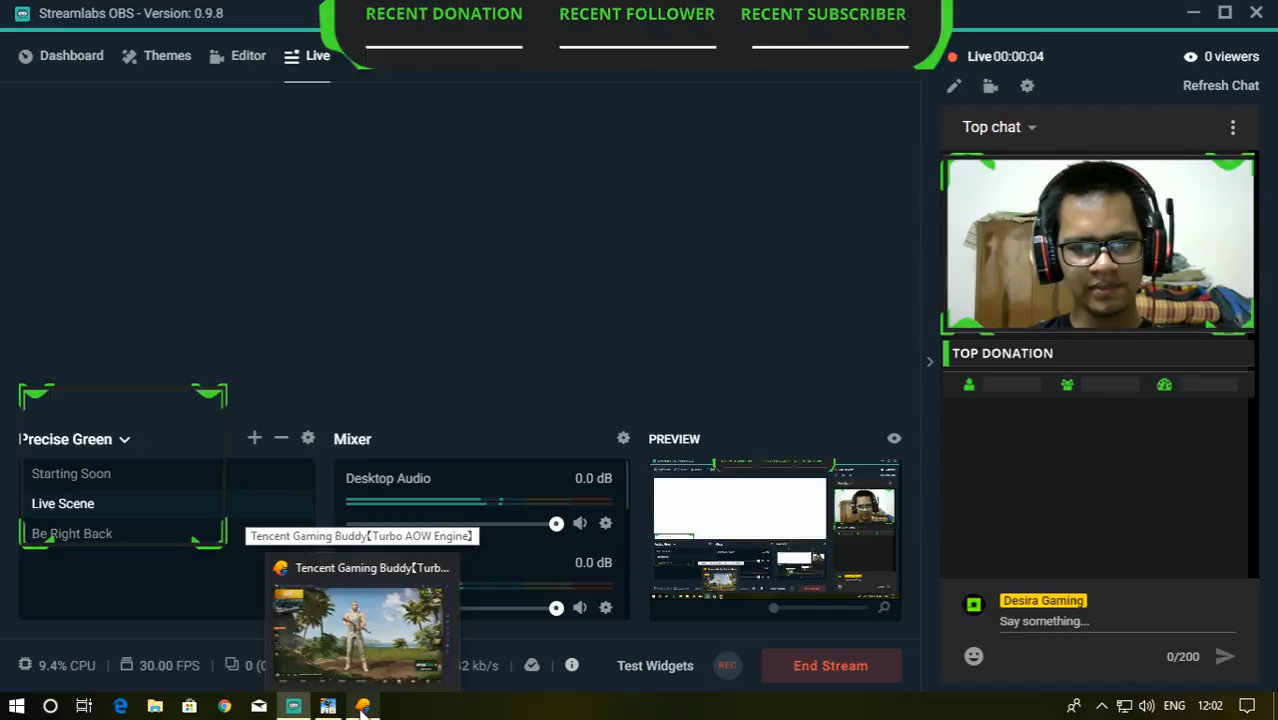 Streamlabs OBS - Version: 0.9.8
RECENT DONATION
RECENT FOLLOWER
RECENT SUBSCRIBER
Dashboard
Themes
Editor
Live
Live 00:00:04
0 viewers
Refresh Chat
Top chat
TOP DONATION
Precise Green
Mixer
PREVIEW
Starting Soon
Live Scene
Be Right Back
Desktop Audio
0.0 dB
Tencent Gaming Buddy【Turbo AOW Engine】
0.0 dB
Tencent Gaming Buddy【Turb...
Desira Gaming
Say something...
0/200
9.4% CPU
30.00 FPS
0 (0
42 kb/s
Test Widgets
REC
End Stream
ENG
12:02